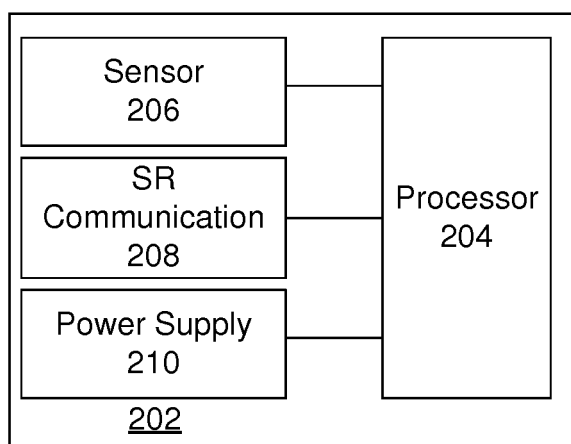 Sensor
206
SR
Communication
208
Power Supply
210
Processor
204
202